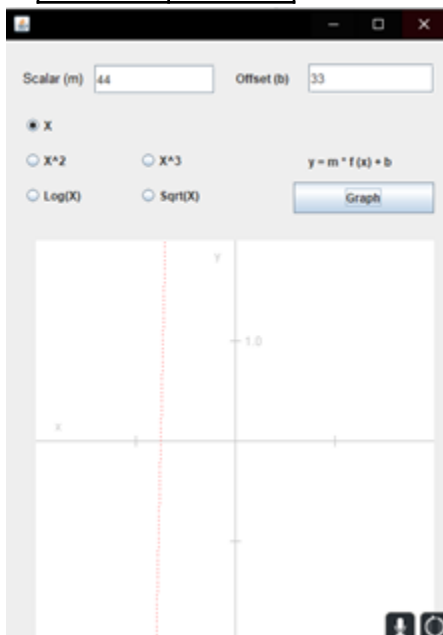 Scalar (m) 44 Offset (b) 33
X
X^2 X^3 y = m * f (x) + b
Log(X) Sqrt(X) Graph
y
1.0
x